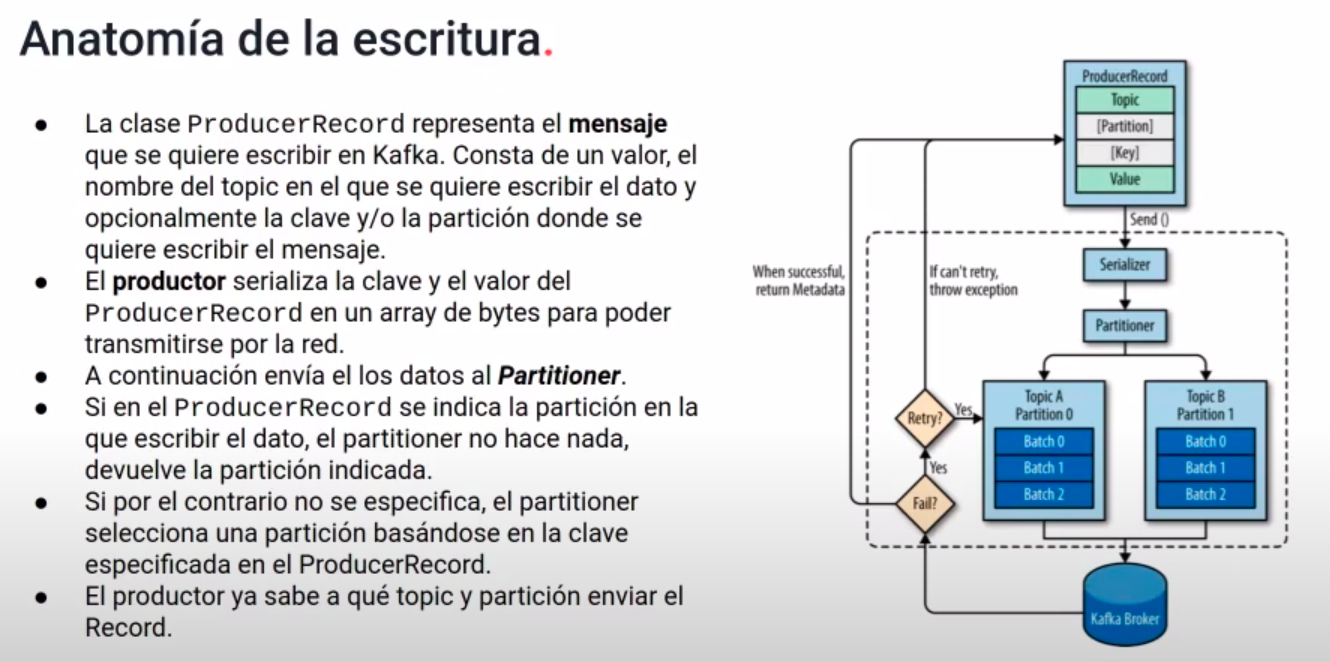 Anatomía de la escritura.
● La clase ProducerRecord representa el mensaje
que se quiere escribir en Kafka. Consta de un valor, el
nombre del topic en el que se quiere escribir el dato y
opcionalmente la clave y/o la partición donde se
quiere escribir el mensaje.
● El productor serializa la clave y el valor del
ProducerRecord en un array de bytes para poder
transmitirse por la red.
● A continuación envía el los datos al Partitioner.
● Si en el ProducerRecord se indica la partición en la
que escribir el dato, el partitioner no hace nada,
devuelve la partición indicada.
● Si por el contrario no se especifica, el partitioner
selecciona una partición basándose en la clave
especificada en el ProducerRecord.
● El productor ya sabe a qué topic y partición enviar el
Record.
ProducerRecord
Topic
[Partition]
[Key]
Value
Send ()
Serializer
Partitioner
When successful,
return Metadata
If can't retry,
throw exception
Retry?
Yes
Yes
Fail?
Topic A
Partition 0
Batch 0
Batch 1
Batch 2
Topic B
Partition 1
Batch 0
Batch 1
Batch 2
Kafka Broker